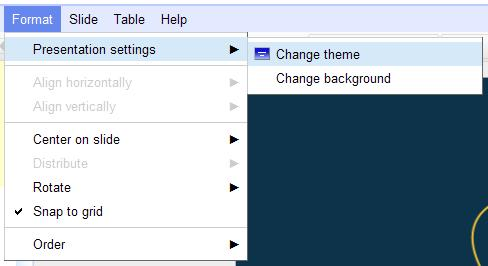 Format Slide Table Help
Presentation settings
Change theme
Change background
Align horizontally
Align vertically
Center on slide
Distribute
Rotate
Snap to grid
Order